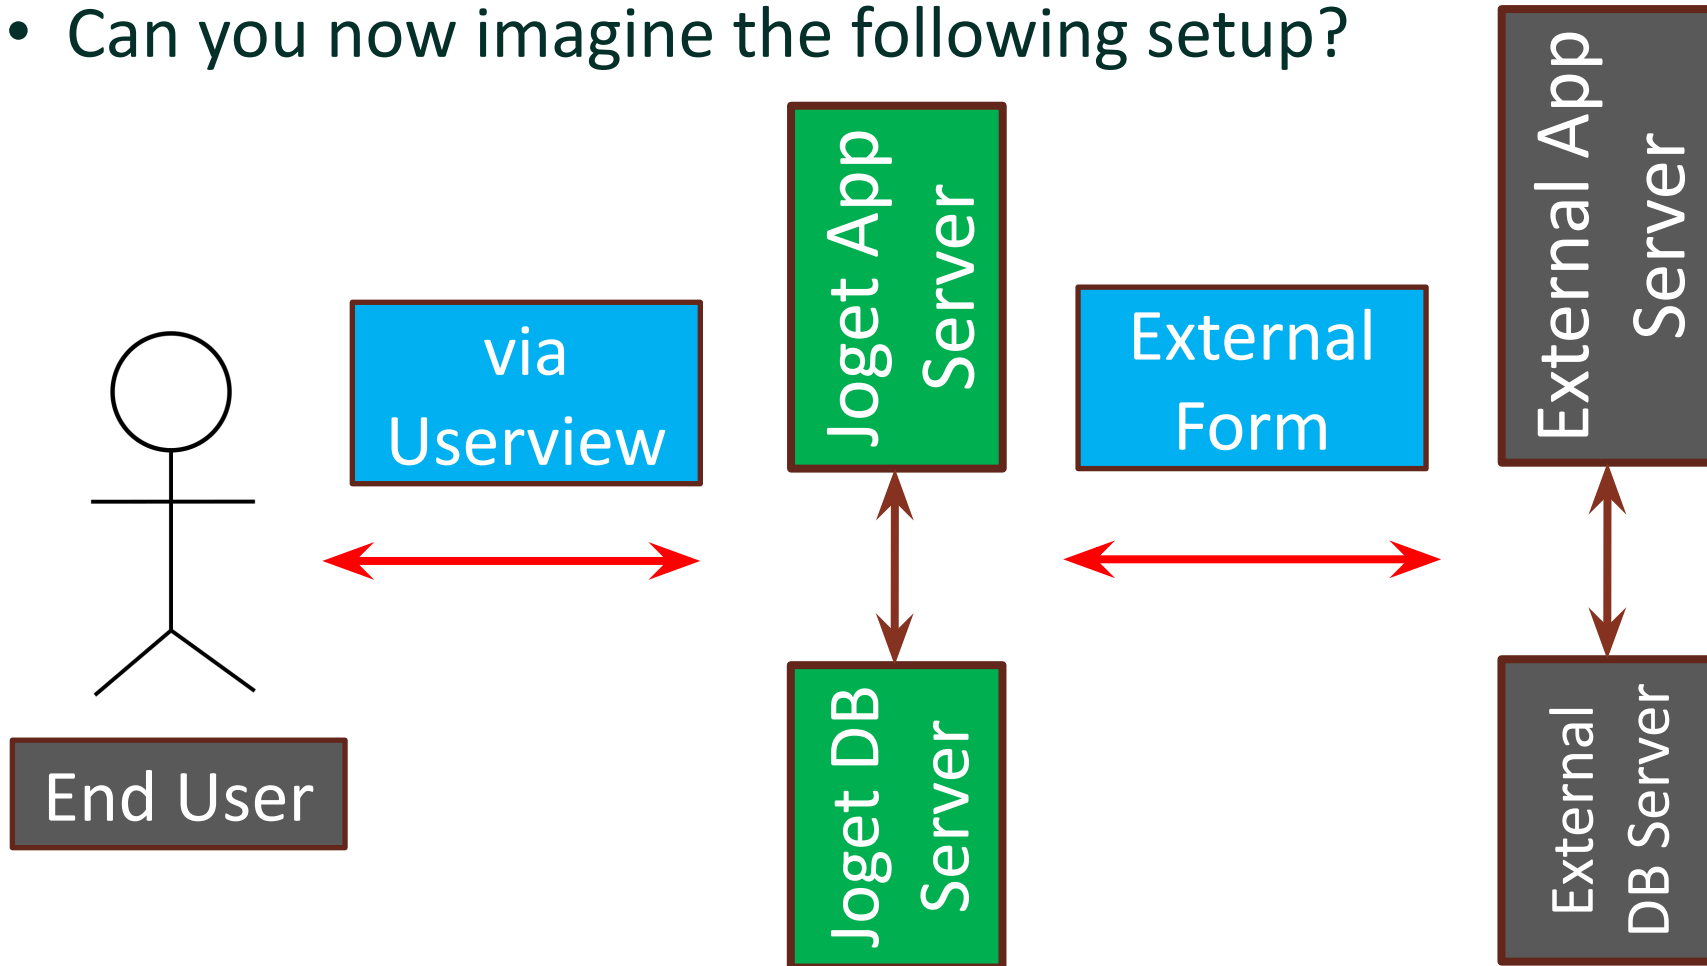 • Can you now imagine the following setup?
via
Userview
End User
Joget App
Server
Joget DB
Server
External
Form
External App
Server
External
DB Server